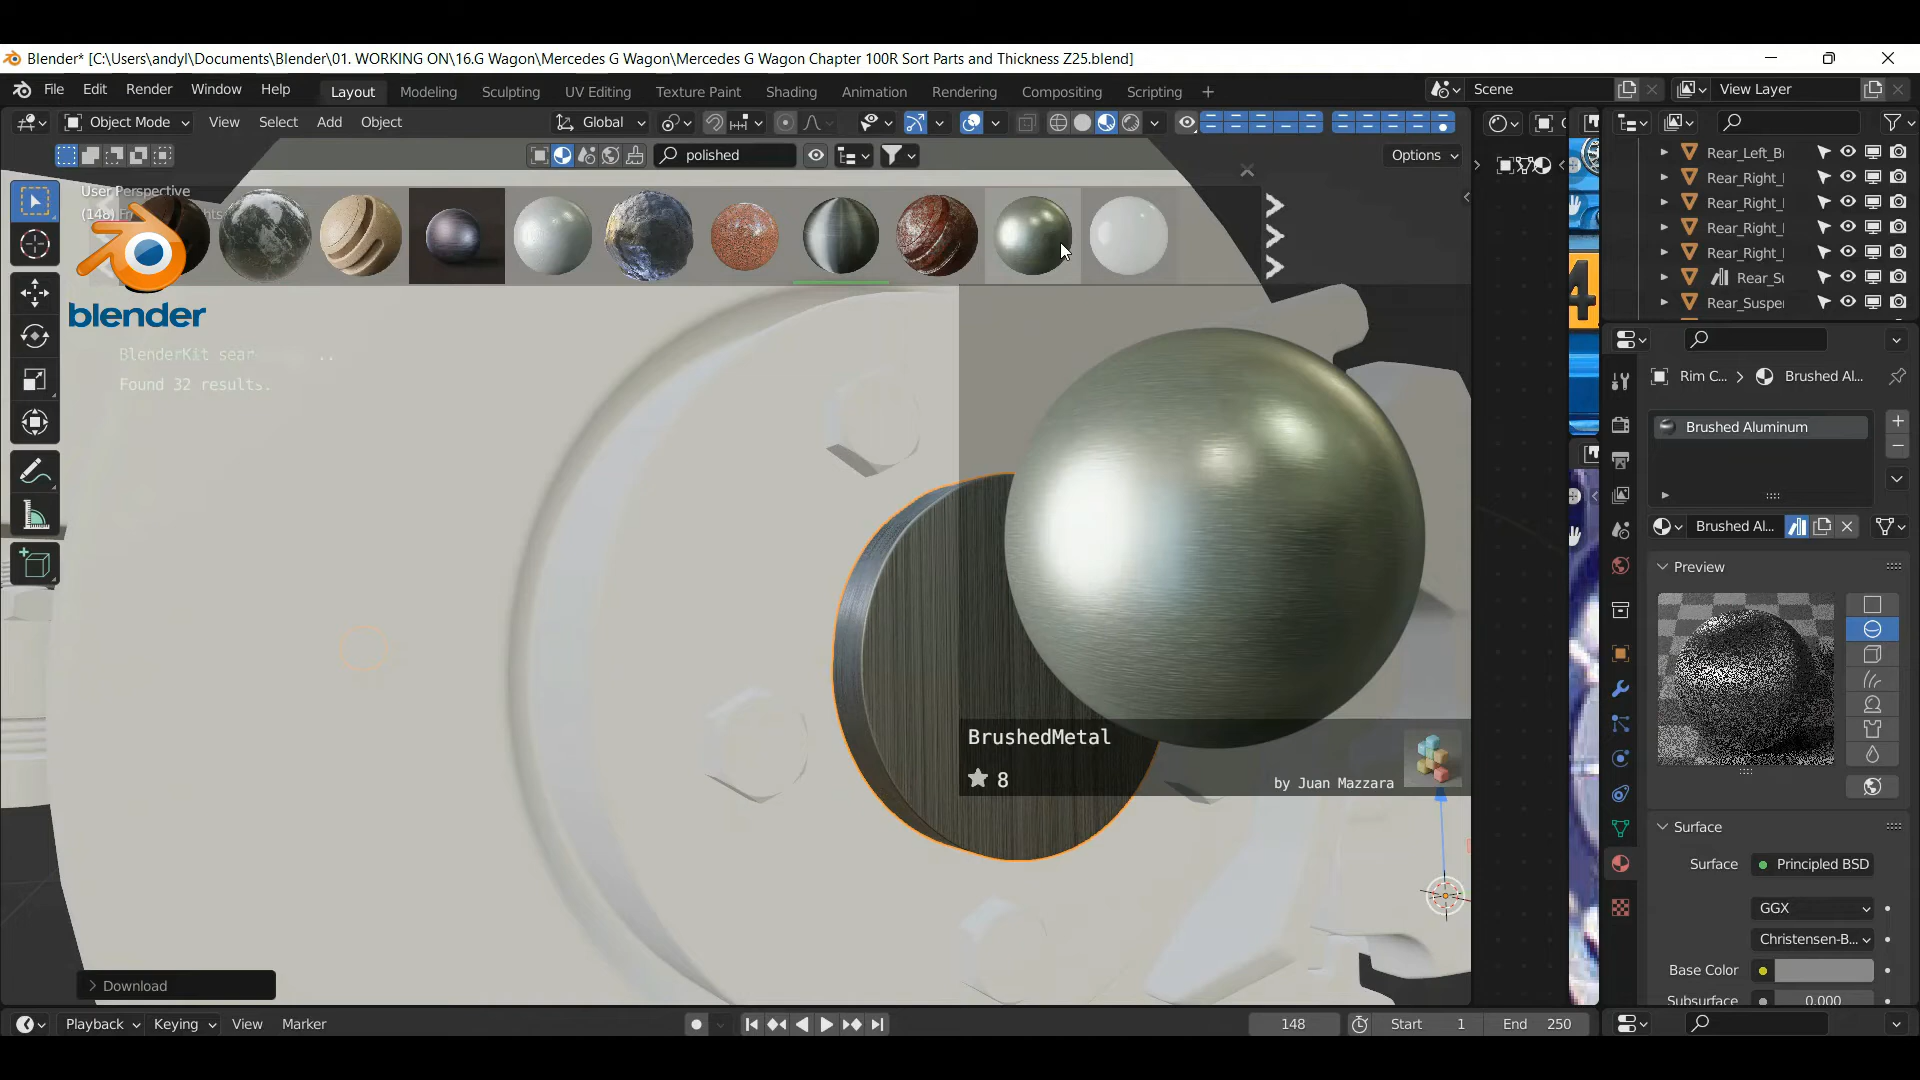 Blender* [C:\Users\andyl\Documents\Blender\01. WORKING ON\16.G Wagon\Mercedes G Wagon\Mercedes G Wagon Chapter 100R Sort Parts and Thickness Z25.blend]
File Edit Render Window Help Layout Modeling Sculpting UV Editing Texture Paint Shading Animation Rendering Compositing Scripting + Scene View Layer
Object Mode View Select Add Object Global
polished Options
User Perspective
(148)
blender
BlenderKit sear ..
Found 32 results.
BrushedMetal
8
by Juan Mazzara
Download
4
Rear_Left_B
Rear_Right_
Rear_Right_
Rear_Right_
Rear_Right_
Rear_Su
Rear_Suspe
Rim C... > Brushed Al...
Brushed Aluminum
Brushed Al...
Preview
Surface
Surface Principled BSD
GGX
Christensen-B...
Base Color
Subsurface 0.000
Playback Keying View Marker 148 Start 1 End 250